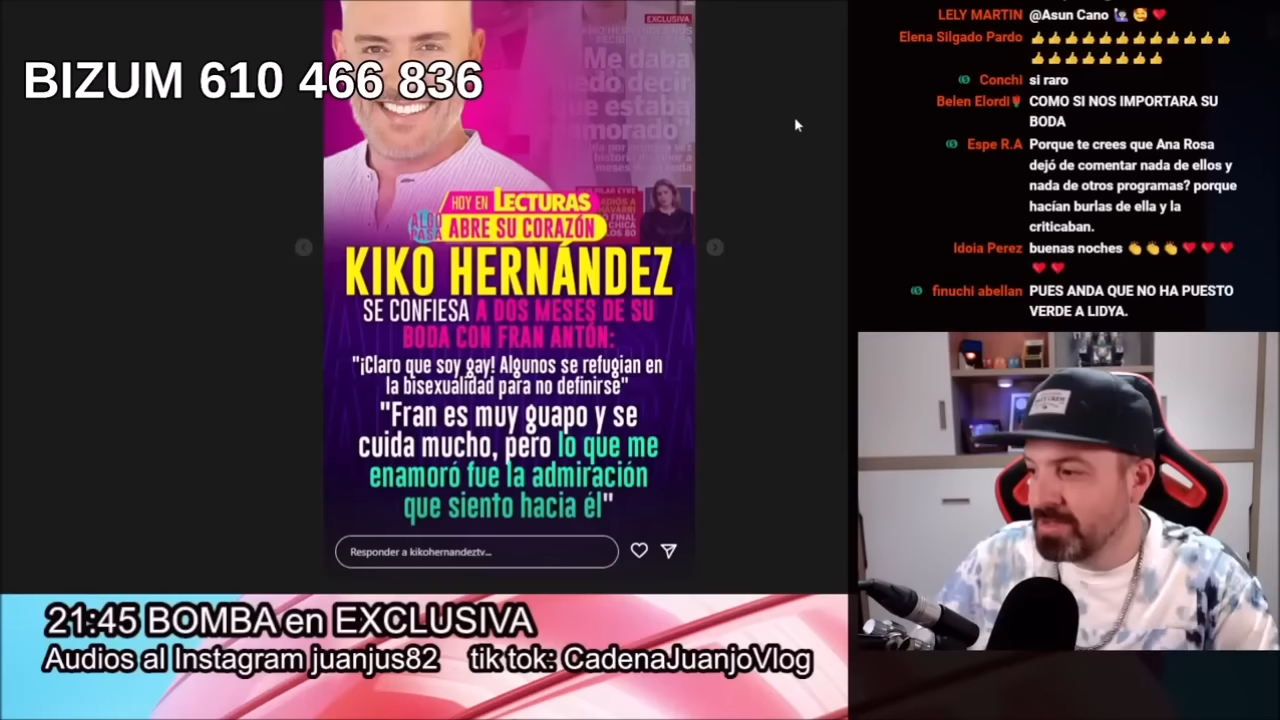 BIZUM 610 466 836
EXCLUSIVA
Me daba
que estaba
HOY EN LECTURAS
ALGO PASA
ABRE SU CORAZÓN
KIKO HERNÁNDEZ
SE CONFIESA A DOS MESES DE SU
BODA CON FRAN ANTÓN:
"¡Claro que soy gay! Algunos se refugian en
la bisexualidad para no definirse"
"Fran es muy guapo y se
cuida mucho, pero lo que me
enamoró fue la admiración
que siento hacia él"
Responder a kikohernandeztv...
21:45 BOMBA en EXCLUSIVA
Audios al Instagram juanjus82 tik tok: CadenaJuanjoVlog
LELY MARTIN @Asun Cano 🙋🏻‍♀️ 🥰 ❤️
Elena Silgado Pardo 👍👍👍👍👍👍👍👍👍👍👍👍👍
👍👍👍👍👍👍👍👍
Conchi si raro
Belen Elordi🌷 COMO SI NOS IMPORTARA SU
BODA
Espe R.A Porque te crees que Ana Rosa
dejó de comentar nada de ellos y
nada de otros programas? porque
hacían burlas de ella y la
criticaban.
Idoia Perez buenas noches 👏👏👏❤️❤️❤️
❤️❤️
finuchi abellan PUES ANDA QUE NO HA PUESTO
VERDE A LIDYA.